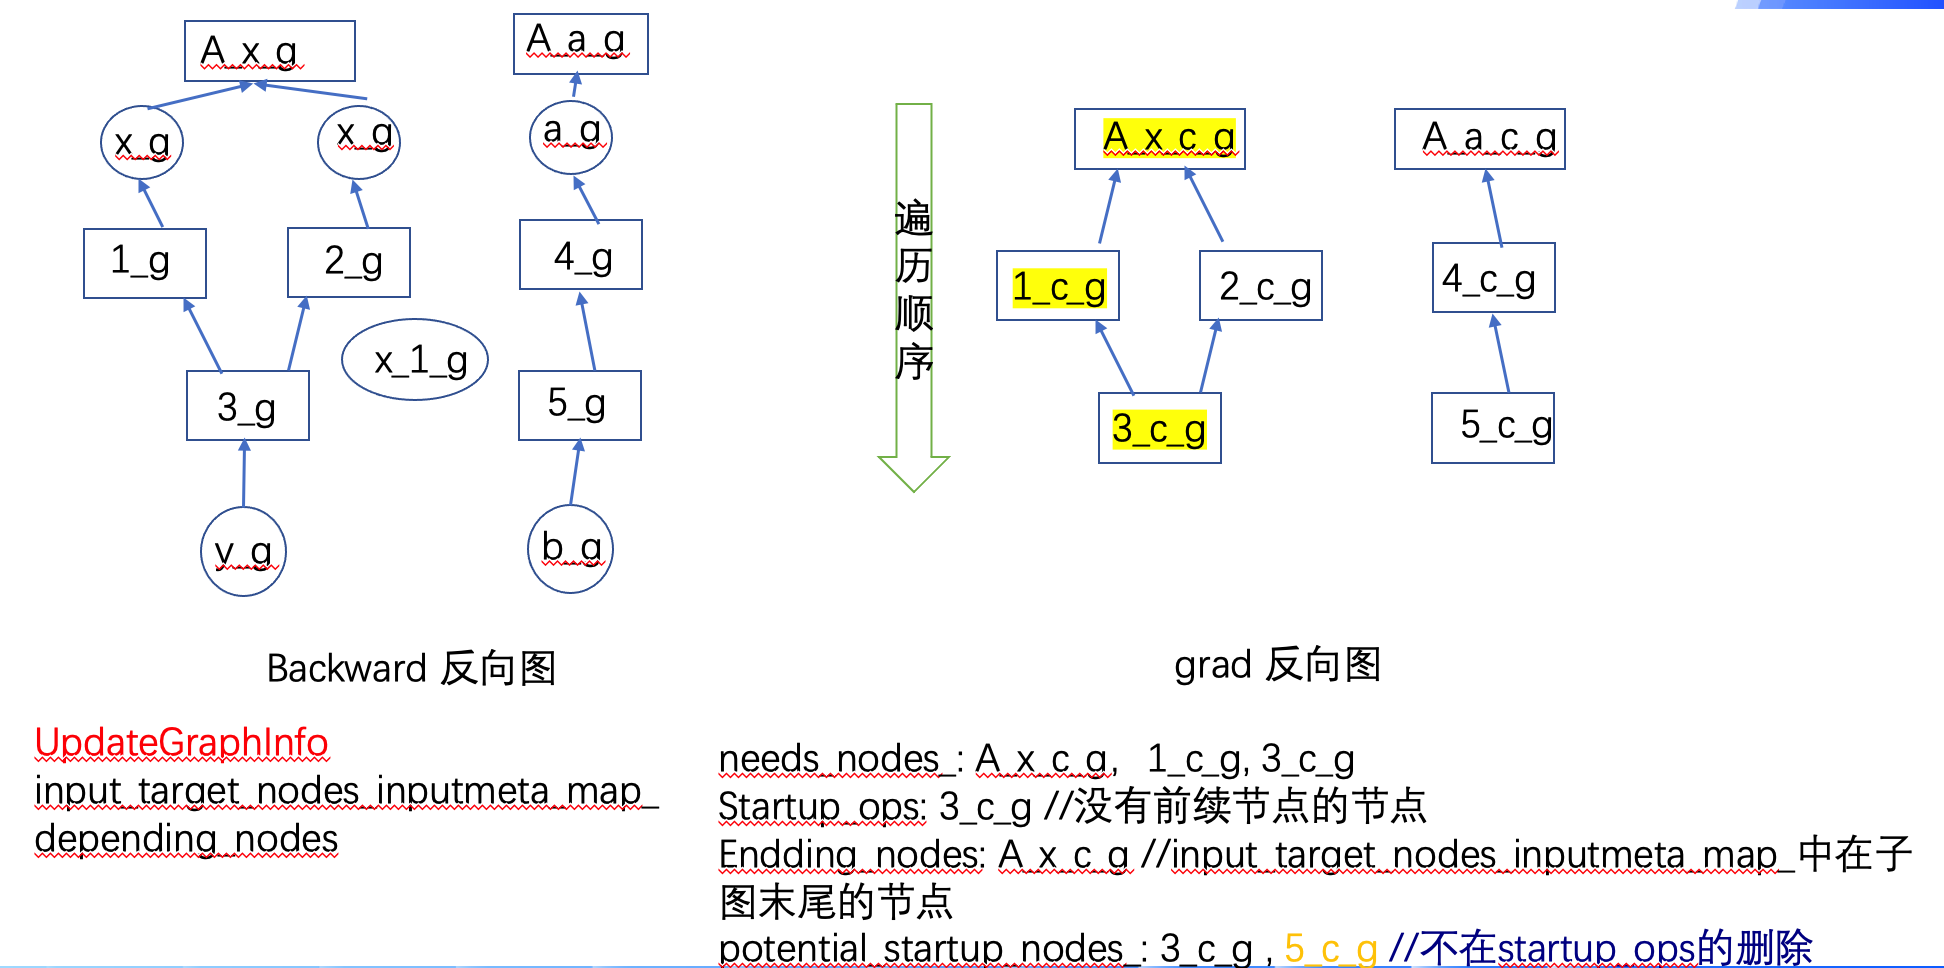 A_x_g
A_a_g
x_g
x_g
a_g
1_g
2_g
4_g
x_1_g
3_g
5_g
y_g
b_g
Backward 反向图
遍
历
顺
序
A_x_c_g
A_a_c_g
1_c_g
2_c_g
4_c_g
3_c_g
5_c_g
grad 反向图
UpdateGraphInfo
input_target_nodes_inputmeta_map_
depending_nodes
needs_nodes_: A_x_c_g, 1_c_g, 3_c_g
Startup_ops: 3_c_g //没有前续节点的节点
Endding_nodes: A_x_c_g //input_target_nodes_inputmeta_map_中在子
图末尾的节点
potential_startup_nodes_: 3_c_g , 5_c_g //不在startup_ops的删除